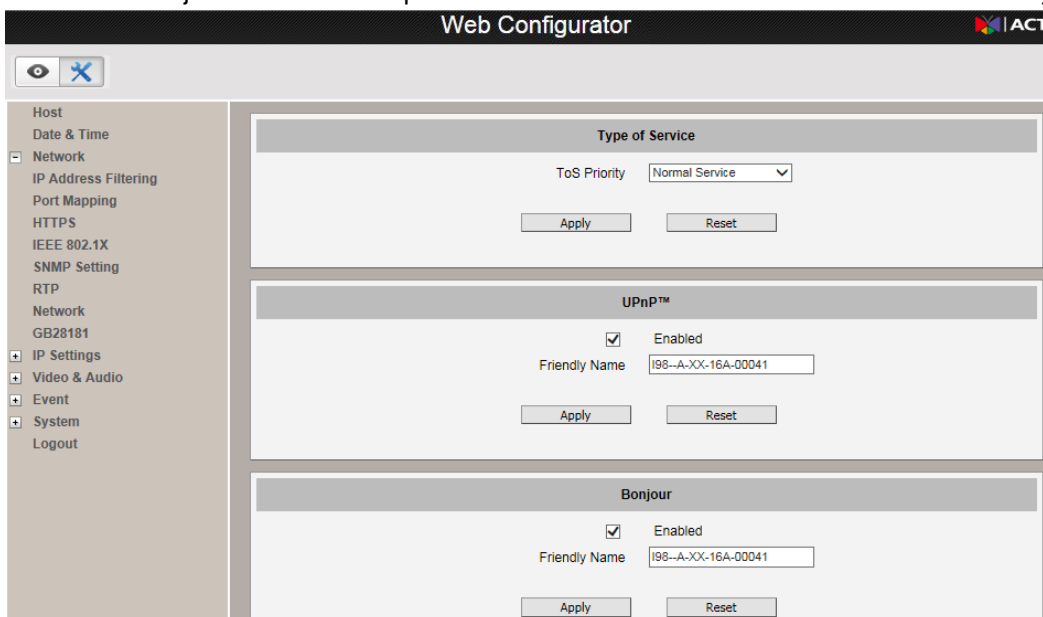 Web Configurator
ACT
Host
Date & Time
Network
IP Address Filtering
Port Mapping
HTTPS
IEEE 802.1X
SNMP Setting
RTP
Network
GB28181
IP Settings
Video & Audio
Event
System
Logout
Type of Service
ToS Priority Normal Service
Apply Reset
UPnP™
Enabled
Friendly Name I98--A-XX-16A-00041
Apply Reset
Bonjour
Enabled
Friendly Name I98--A-XX-16A-00041
Apply Reset